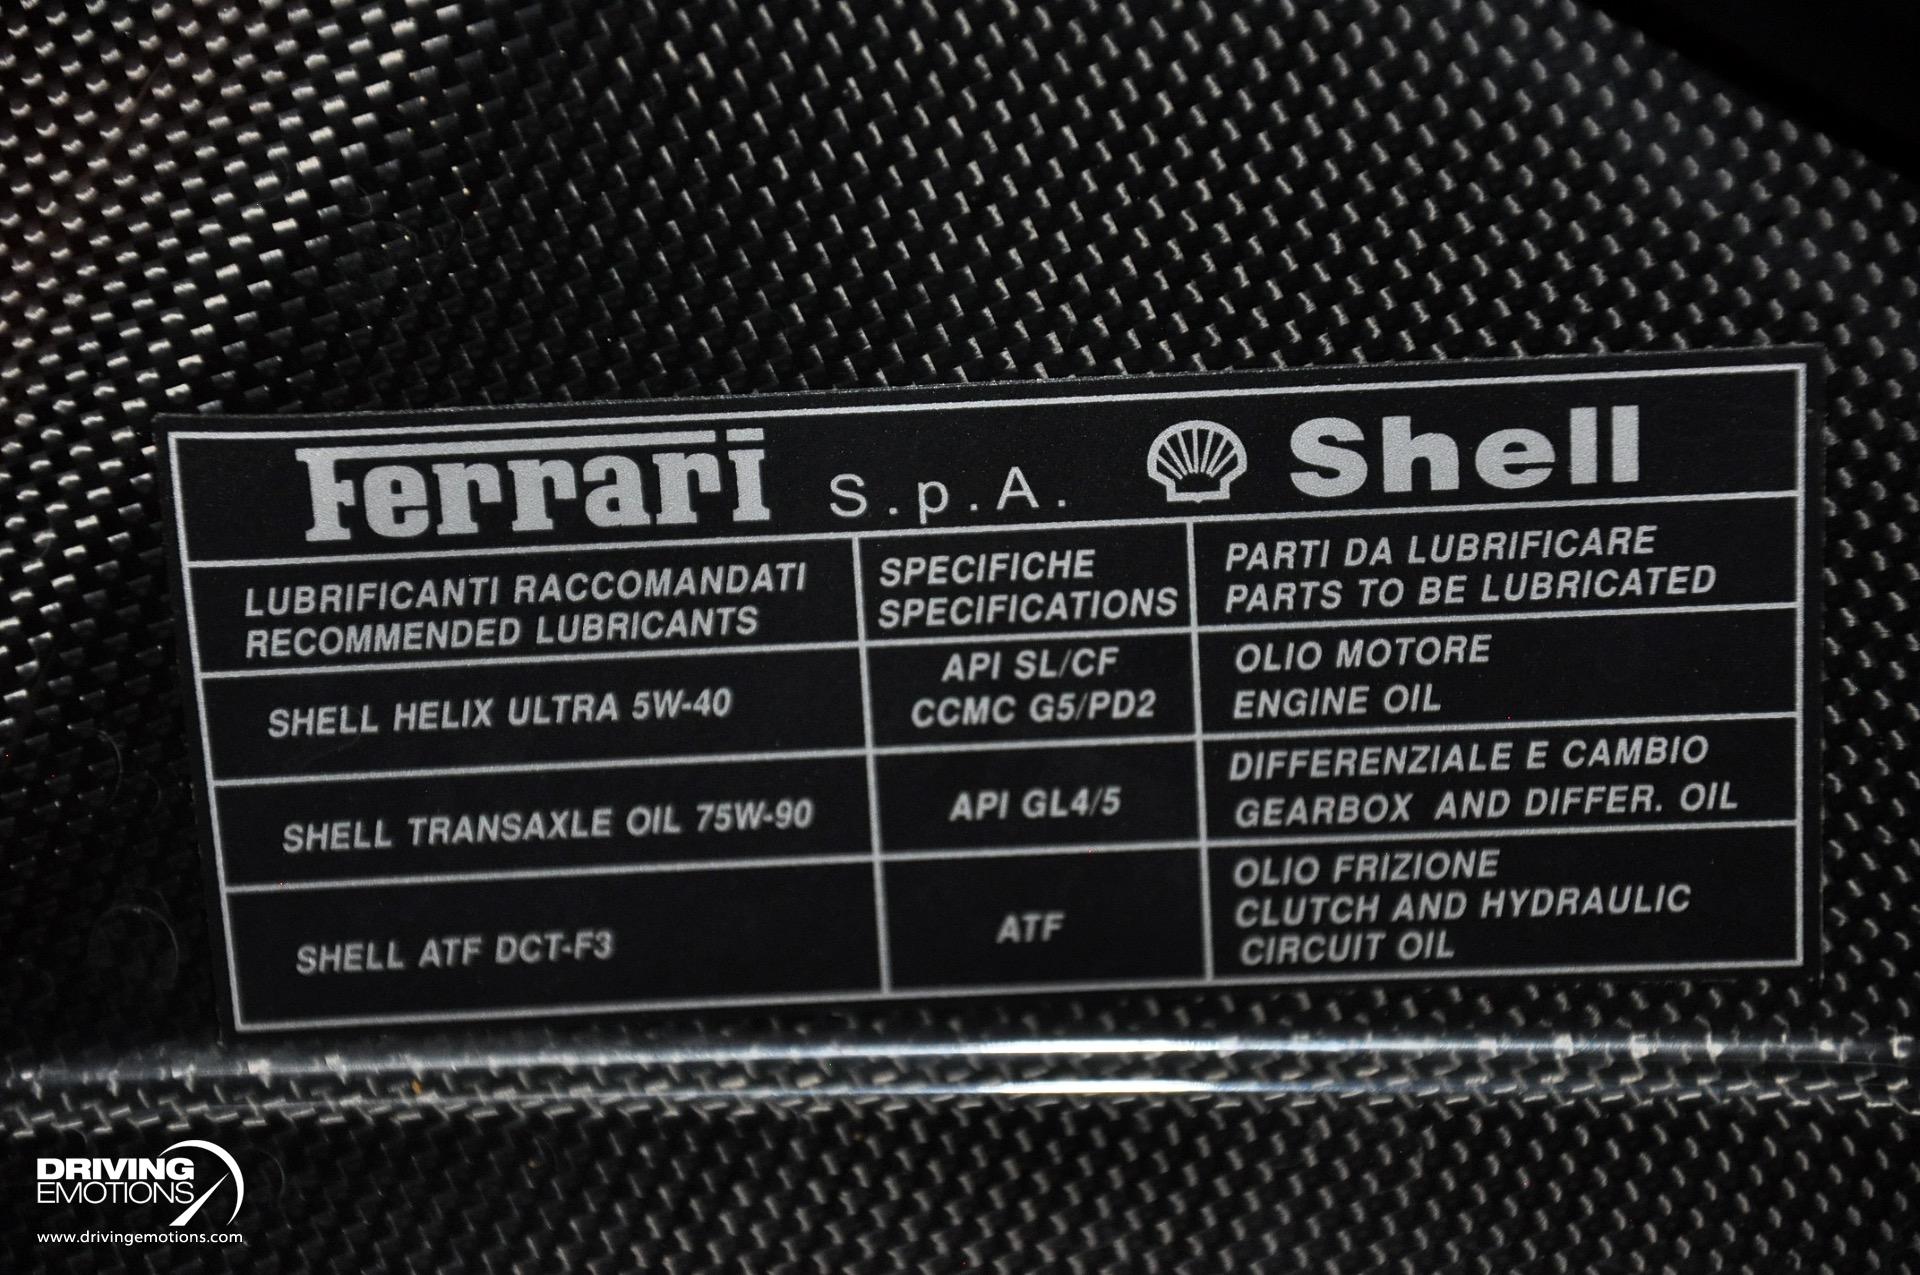 Ferrari S.p.A. Shell
LUBRIFICANTI RACCOMANDATI
RECOMMENDED LUBRICANTS
SPECIFICHE
SPECIFICATIONS
PARTI DA LUBRIFICARE
PARTS TO BE LUBRICATED
SHELL HELIX ULTRA 5W-40
API SL/CF
CCMC G5/PD2
OLIO MOTORE
ENGINE OIL
SHELL TRANSAXLE OIL 75W-90
API GL4/5
DIFFERENZIALE E CAMBIO
GEARBOX AND DIFFER. OIL
SHELL ATF DCT-F3
ATF
OLIO FRIZIONE
CLUTCH AND HYDRAULIC
CIRCUIT OIL
DRIVING
EMOTIONS
www.drivingemotions.com